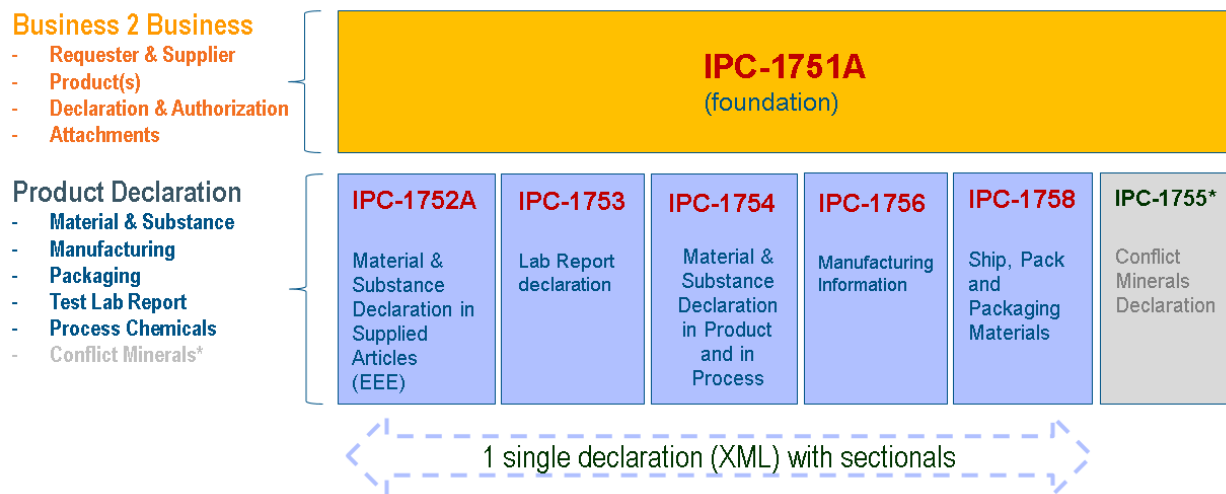 Business 2 Business
- Requester & Supplier
- Product(s)
- Declaration & Authorization
- Attachments
IPC-1751A
(foundation)
Product Declaration
- Material & Substance
- Manufacturing
- Packaging
- Test Lab Report
- Process Chemicals
- Conflict Minerals*
IPC-1752A
Material &
Substance
Declaration in
Supplied
Articles
(EEE)
IPC-1753
Lab Report
declaration
IPC-1754
Material &
Substance
Declaration
in Product
and in
Process
IPC-1756
Manufacturing
Information
IPC-1758
Ship, Pack
and
Packaging
Materials
IPC-1755*
Conflict
Minerals
Declaration
1 single declaration (XML) with sectionals